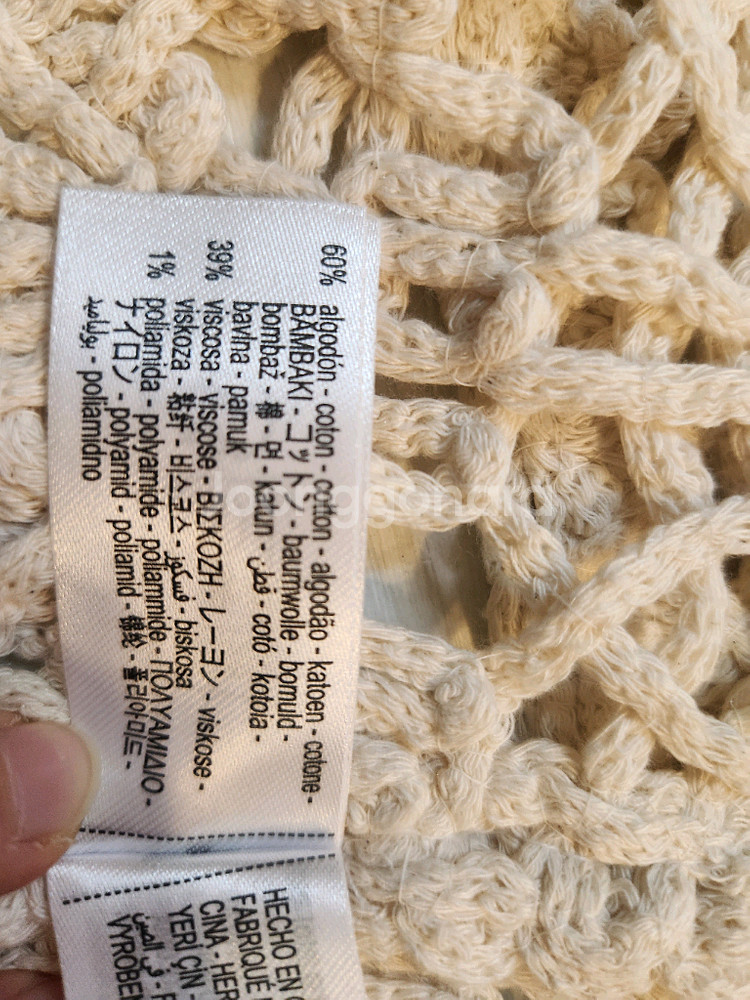 60% algodón - coton - cotton - algodão - katoen - cotone -
BAMBAKI - コットン - baumwolle - bomuld -
bombaž - 棉 - 면 - katun - قطن - cotó - kotoia -
bavlna - pamuk
39% viscosa - viscose - ΒΙΣΚΟΖΗ - レーヨン - viskose -
viskoza - 粘纤 - 비스코스 - فسكوز - biskosa
1% poliamida - polyamide - poliammide - ΠΟΛΥΑΜΙΔΙΟ -
ナイロン - polyamid - poliamid - 锦纶 - 폴리아미드 -
بولياميد - poliamidno
HECHO EN
FABRIQUÉ
CINA - HER
YERİ ÇİN -
في الصين
VYROBEN